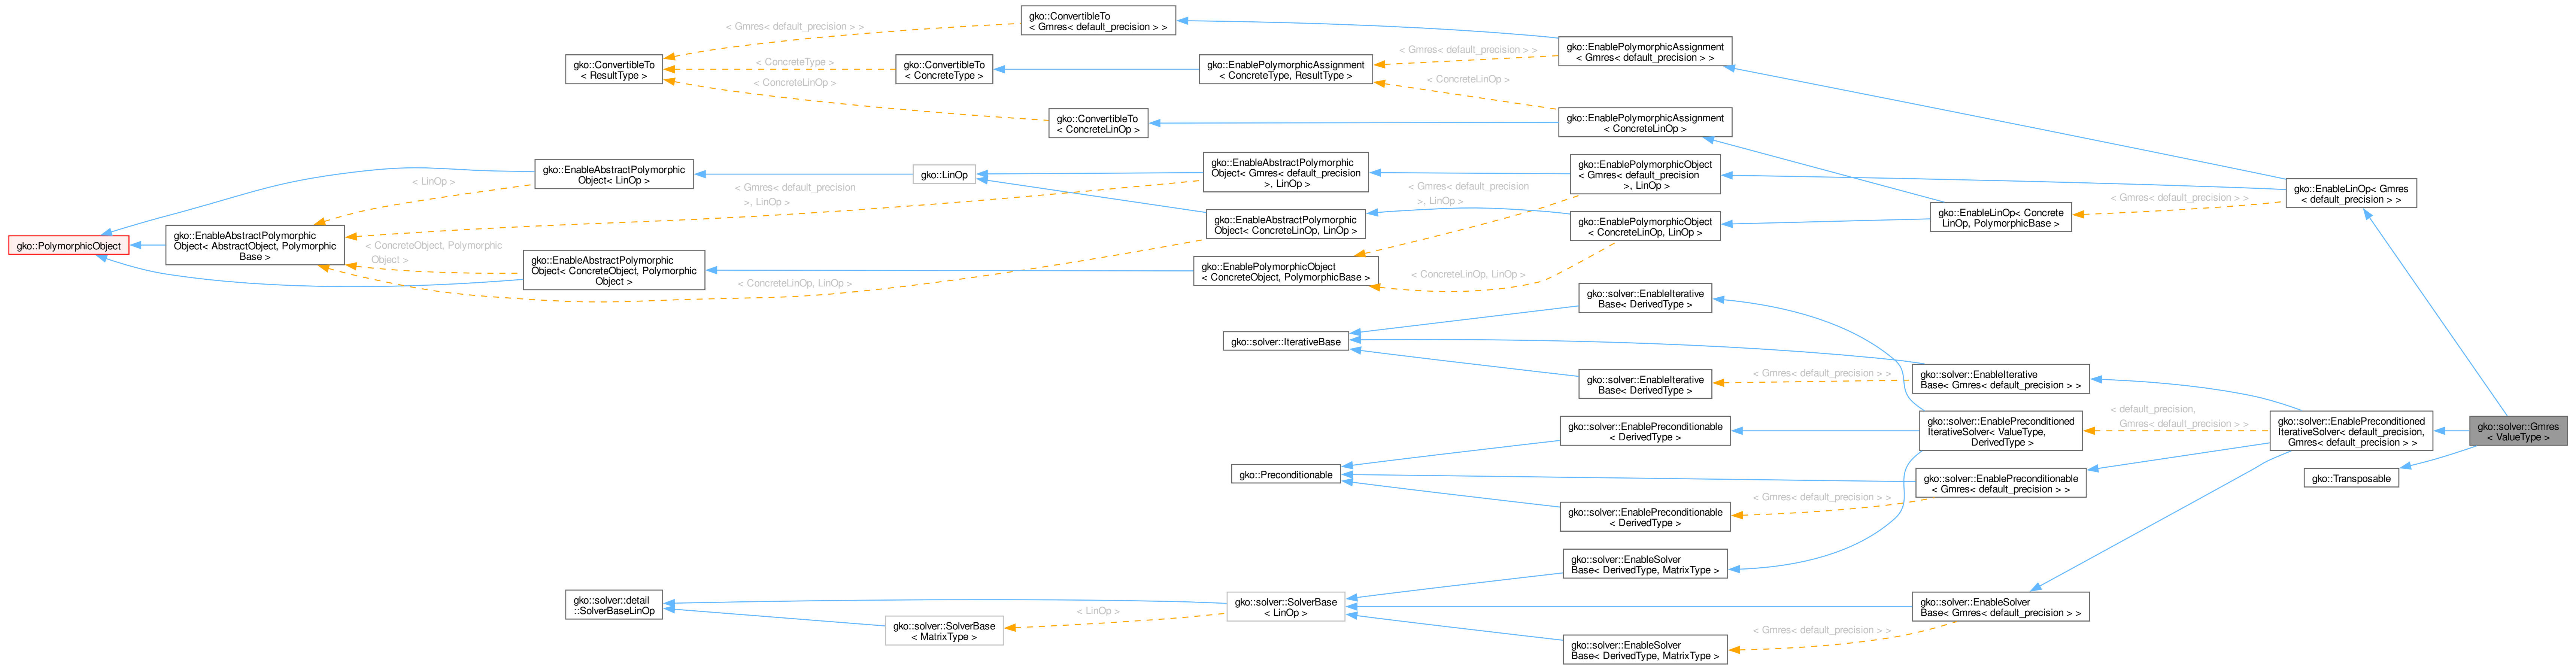 gko::ConvertibleTo
< Gmres< default_precision > >
< Gmres< default_precision > >
gko::EnablePolymorphicAssignment
< Gmres< default_precision > >
< Gmres< default_precision > >
gko::ConvertibleTo
< ResultType >
< ConcreteType >
gko::ConvertibleTo
< ConcreteType >
gko::EnablePolymorphicAssignment
< ConcreteType, ResultType >
< ConcreteLinOp >
< ConcreteLinOp >
gko::ConvertibleTo
< ConcreteLinOp >
gko::EnablePolymorphicAssignment
< ConcreteLinOp >
gko::EnableAbstractPolymorphic
Object< LinOp >
< LinOp >
gko::LinOp
gko::EnableAbstractPolymorphic
Object< Gmres< default_precision
>, LinOp >
gko::EnablePolymorphicObject
< Gmres< default_precision
>, LinOp >
< Gmres< default_precision
>, LinOp >
< Gmres< default_precision
>, LinOp >
gko::EnableLinOp< Gmres
< default_precision > >
< Gmres< default_precision > >
gko::EnableLinOp< Concrete
LinOp, PolymorphicBase >
gko::EnableAbstractPolymorphic
Object< ConcreteLinOp, LinOp >
gko::EnablePolymorphicObject
< ConcreteLinOp, LinOp >
gko::PolymorphicObject
gko::EnableAbstractPolymorphic
Object< AbstractObject, Polymorphic
Base >
< ConcreteObject, Polymorphic
Object >
gko::EnableAbstractPolymorphic
Object< ConcreteObject, Polymorphic
Object >
< ConcreteLinOp, LinOp >
gko::EnablePolymorphicObject
< ConcreteObject, PolymorphicBase >
< ConcreteLinOp, LinOp >
gko::solver::EnableIterative
Base< DerivedType >
gko::solver::IterativeBase
gko::solver::EnableIterative
Base< DerivedType >
< Gmres< default_precision > >
gko::solver::EnableIterative
Base< Gmres< default_precision > >
gko::solver::EnablePreconditionable
< DerivedType >
gko::solver::EnablePreconditioned
IterativeSolver< ValueType,
DerivedType >
< default_precision,
Gmres< default_precision > >
gko::solver::EnablePreconditioned
IterativeSolver< default_precision,
Gmres< default_precision > >
gko::solver::Gmres
< ValueType >
gko::Preconditionable
gko::solver::EnablePreconditionable
< Gmres< default_precision > >
gko::Transposable
< Gmres< default_precision > >
gko::solver::EnablePreconditionable
< DerivedType >
gko::solver::EnableSolver
Base< DerivedType, MatrixType >
gko::solver::detail
::SolverBaseLinOp
gko::solver::SolverBase
< LinOp >
gko::solver::EnableSolver
Base< Gmres< default_precision > >
< LinOp >
gko::solver::SolverBase
< MatrixType >
< Gmres< default_precision > >
gko::solver::EnableSolver
Base< DerivedType, MatrixType >